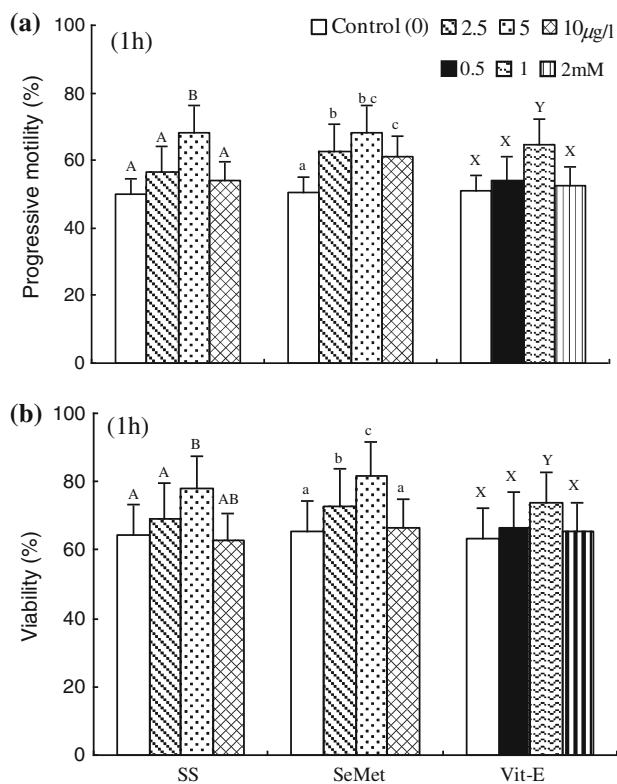 (a)
(1h)
Control (0) 2.5 5 10μg/l
0.5 1 2mM
Progressive motility (%)
100
80
60
40
20
0
A A B A
a b b c c
X X Y X
(b)
(1h)
Viability (%)
100
80
60
40
20
0
A A B AB
a b c a
X X Y X
SS SeMet Vit-E